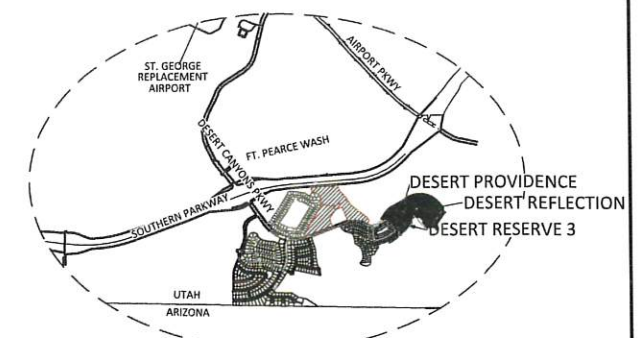 ST. GEORGE
REPLACEMENT
AIRPORT
AIRPORT PKWY
DESERT CANYONS PKWY
FT. PEARCE WASH
SOUTHERN PARKWAY
DESERT PROVIDENCE
DESERT REFLECTION
DESERT RESERVE 3
UTAH
ARIZONA